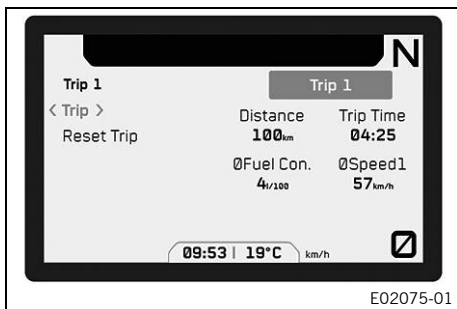 N
Trip 1
Trip 1
< Trip >
Reset Trip
Distance
Trip Time
100km
04:25
ØFuel Con.
ØSpeed1
4l/100
57km/h
09:53 | 19°C km/h
0
E02075-01